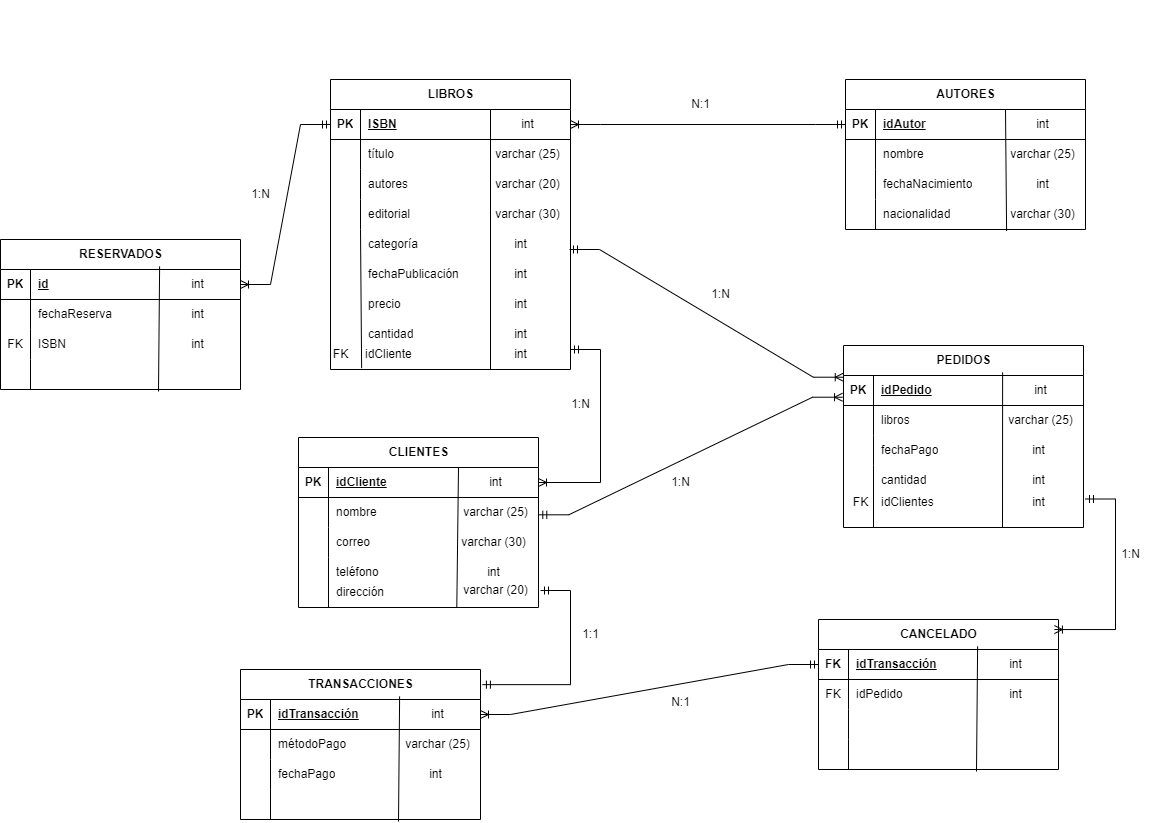 LIBROS
PK ISBN int
título varchar (25)
autores varchar (20)
editorial varchar (30)
categoría int
fechaPublicación int
precio int
cantidad int
FK idCliente int
N:1
AUTORES
PK idAutor int
nombre varchar (25)
fechaNacimiento int
nacionalidad varchar (30)
1:N
RESERVADOS
PK id int
fechaReserva int
FK ISBN int
1:N
PEDIDOS
PK idPedido int
libros varchar (25)
fechaPago int
cantidad int
FK idClientes int
1:N
CLIENTES
PK idCliente int
nombre varchar (25)
correo varchar (30)
teléfono int
dirección varchar (20)
1:N
1:N
1:1
CANCELADO
FK idTransacción int
FK idPedido int
TRANSACCIONES
PK idTransacción int
métodoPago varchar (25)
fechaPago int
N:1